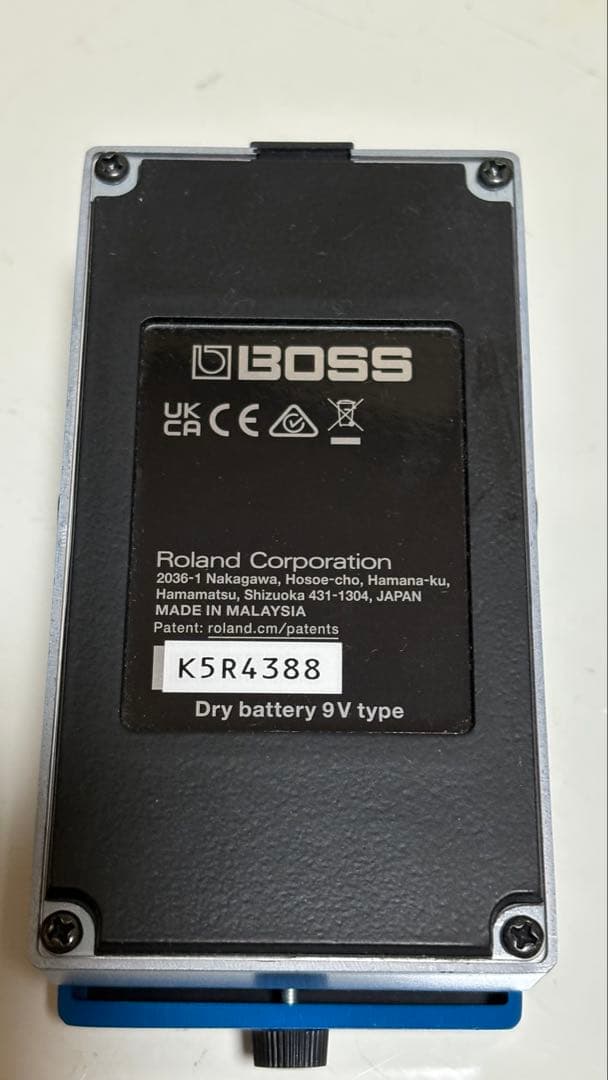 BOSS
UK
CA CE
Roland Corporation
2036-1 Nakagawa, Hosoe-cho, Hamana-ku,
Hamamatsu, Shizuoka 431-1304, JAPAN
MADE IN MALAYSIA
Patent: roland.cm/patents
K5R4388
Dry battery 9V type